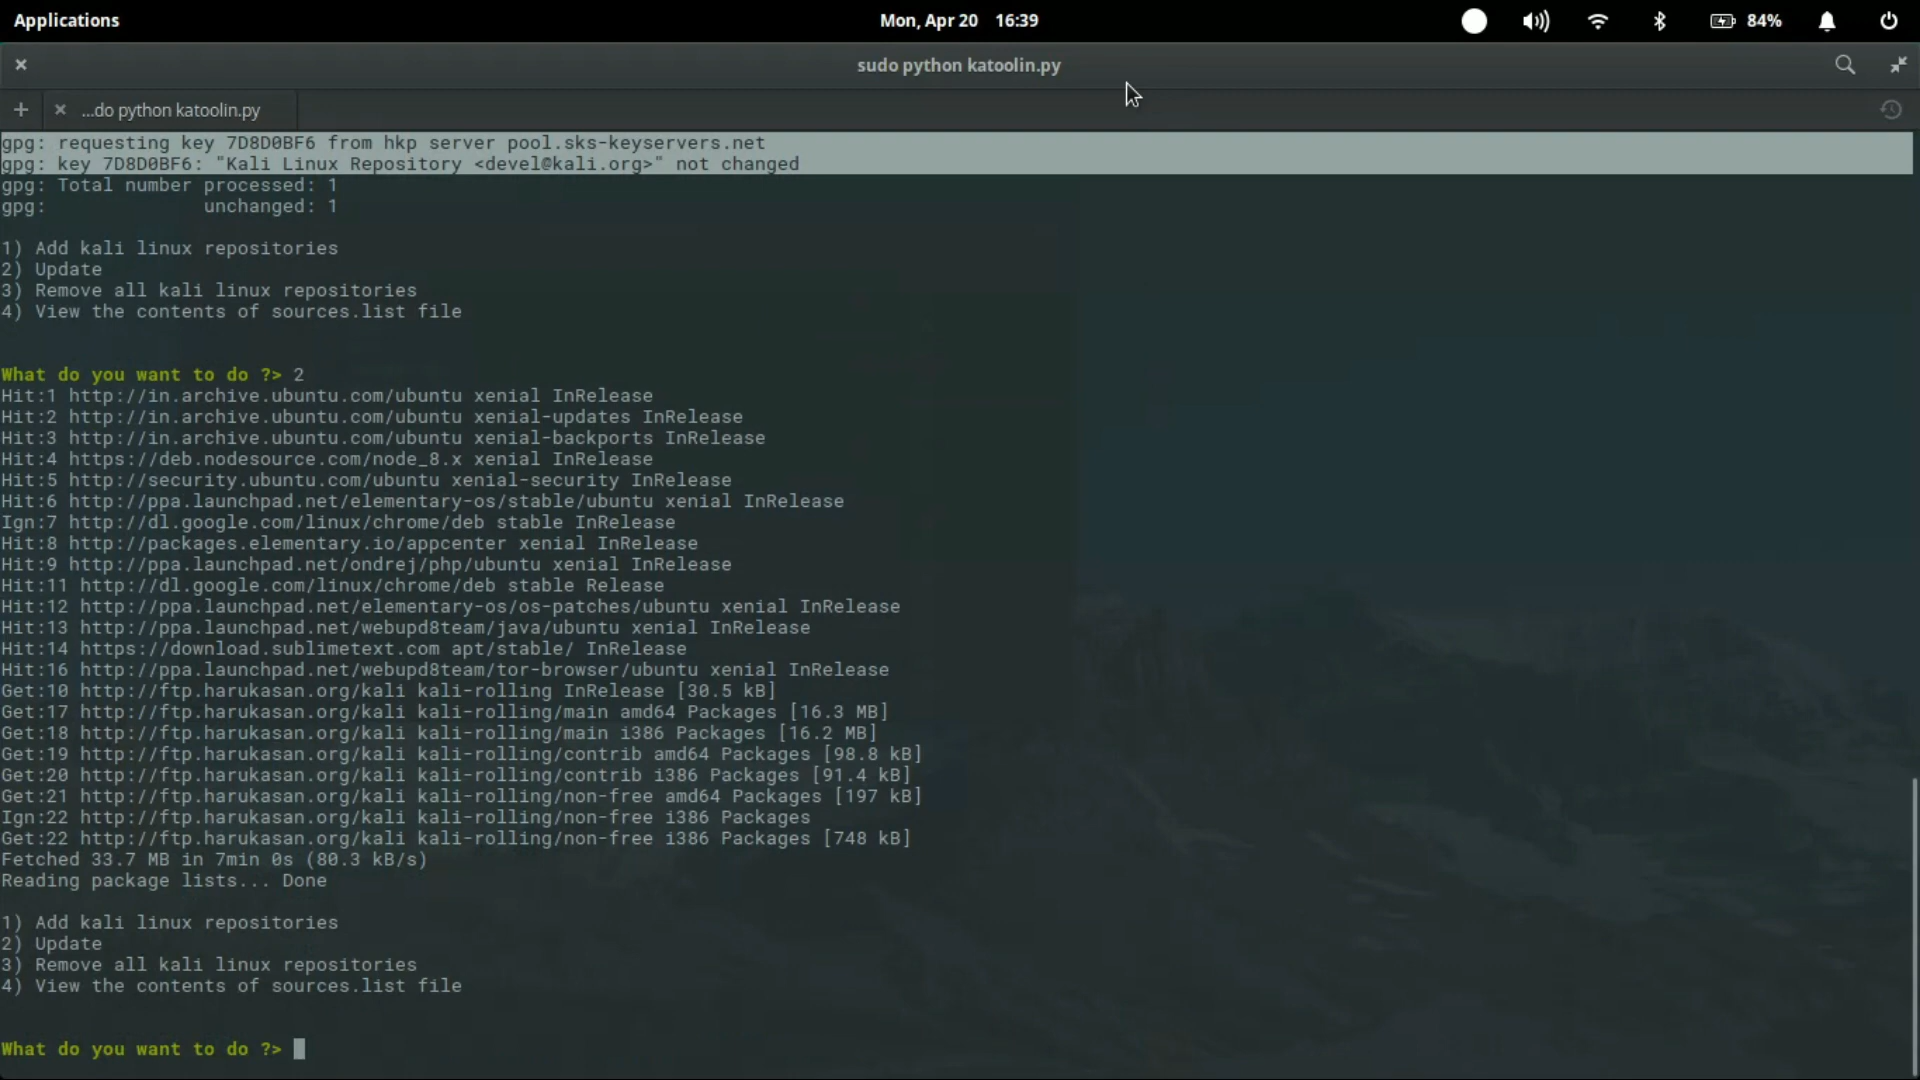 Applications
Mon, Apr 20 16:39
84%
sudo python katoolin.py
...do python katoolin.py
gpg: requesting key 7D8D0BF6 from hkp server pool.sks-keyservers.net
gpg: key 7D8D0BF6: "Kali Linux Repository <devel@kali.org>" not changed
gpg: Total number processed: 1
gpg:              unchanged: 1
1) Add kali linux repositories
2) Update
3) Remove all kali linux repositories
4) View the contents of sources.list file
What do you want to do ?> 2
Hit:1 http://in.archive.ubuntu.com/ubuntu xenial InRelease
Hit:2 http://in.archive.ubuntu.com/ubuntu xenial-updates InRelease
Hit:3 http://in.archive.ubuntu.com/ubuntu xenial-backports InRelease
Hit:4 https://deb.nodesource.com/node_8.x xenial InRelease
Hit:5 http://security.ubuntu.com/ubuntu xenial-security InRelease
Hit:6 http://ppa.launchpad.net/elementary-os/stable/ubuntu xenial InRelease
Ign:7 http://dl.google.com/linux/chrome/deb stable InRelease
Hit:8 http://packages.elementary.io/appcenter xenial InRelease
Hit:9 http://ppa.launchpad.net/ondrej/php/ubuntu xenial InRelease
Hit:11 http://dl.google.com/linux/chrome/deb stable Release
Hit:12 http://ppa.launchpad.net/elementary-os/os-patches/ubuntu xenial InRelease
Hit:13 http://ppa.launchpad.net/webupd8team/java/ubuntu xenial InRelease
Hit:14 https://download.sublimetext.com apt/stable/ InRelease
Hit:16 http://ppa.launchpad.net/webupd8team/tor-browser/ubuntu xenial InRelease
Get:10 http://ftp.harukasan.org/kali kali-rolling InRelease [30.5 kB]
Get:17 http://ftp.harukasan.org/kali kali-rolling/main amd64 Packages [16.3 MB]
Get:18 http://ftp.harukasan.org/kali kali-rolling/main i386 Packages [16.2 MB]
Get:19 http://ftp.harukasan.org/kali kali-rolling/contrib amd64 Packages [98.8 kB]
Get:20 http://ftp.harukasan.org/kali kali-rolling/contrib i386 Packages [91.4 kB]
Get:21 http://ftp.harukasan.org/kali kali-rolling/non-free amd64 Packages [197 kB]
Ign:22 http://ftp.harukasan.org/kali kali-rolling/non-free i386 Packages
Get:22 http://ftp.harukasan.org/kali kali-rolling/non-free i386 Packages [748 kB]
Fetched 33.7 MB in 7min 0s (80.3 kB/s)
Reading package lists... Done
1) Add kali linux repositories
2) Update
3) Remove all kali linux repositories
4) View the contents of sources.list file
What do you want to do ?>